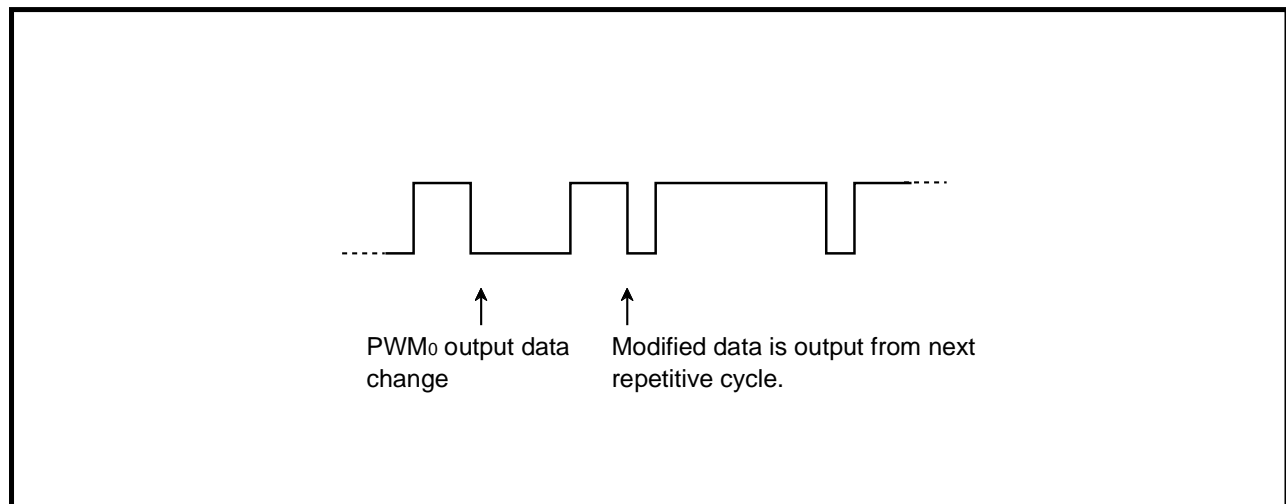 PWM0 output data
change
Modified data is output from next
repetitive cycle.